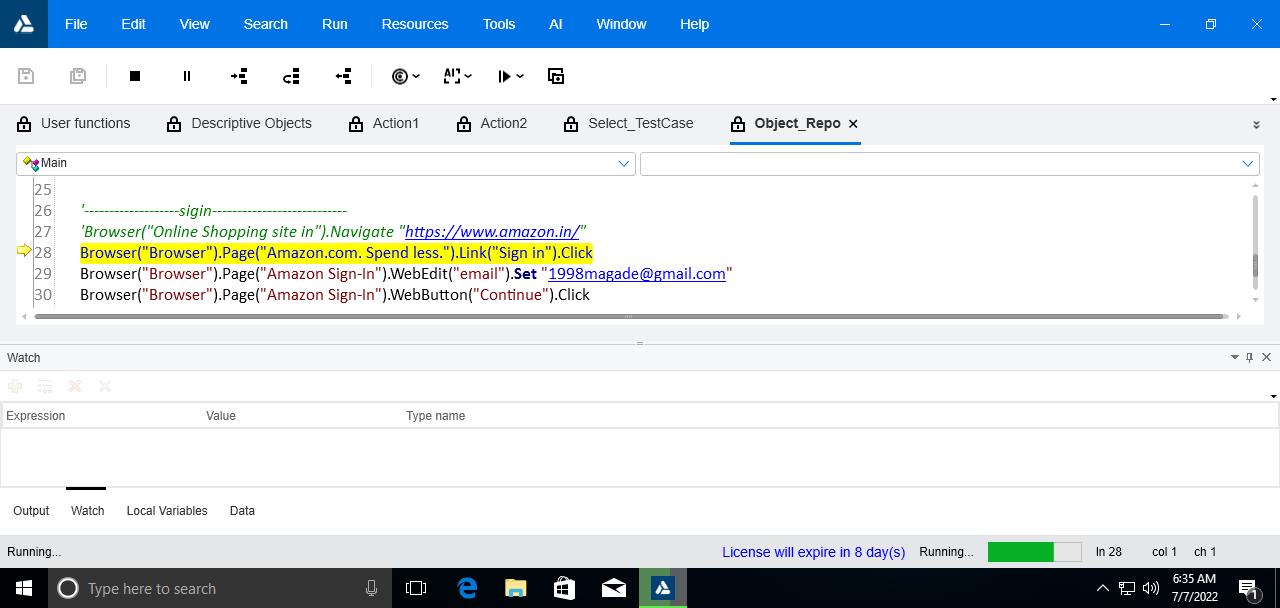 File Edit View Search Run Resources Tools AI Window Help
AI
User functions Descriptive Objects Action1 Action2 Select_TestCase Object_Repo
Main
25
26 '-------------------sigin---------------------------
27 'Browser("Online Shopping site in").Navigate "https://www.amazon.in/"
28 Browser("Browser").Page("Amazon.com. Spend less.").Link("Sign in").Click
29 Browser("Browser").Page("Amazon Sign-In").WebEdit("email").Set "1998magade@gmail.com"
30 Browser("Browser").Page("Amazon Sign-In").WebButton("Continue").Click
Watch
Expression Value Type name
Output Watch Local Variables Data
Running... License will expire in 8 day(s) Running... ln 28 col 1 ch 1
Type here to search 6:35 AM
7/7/2022 1